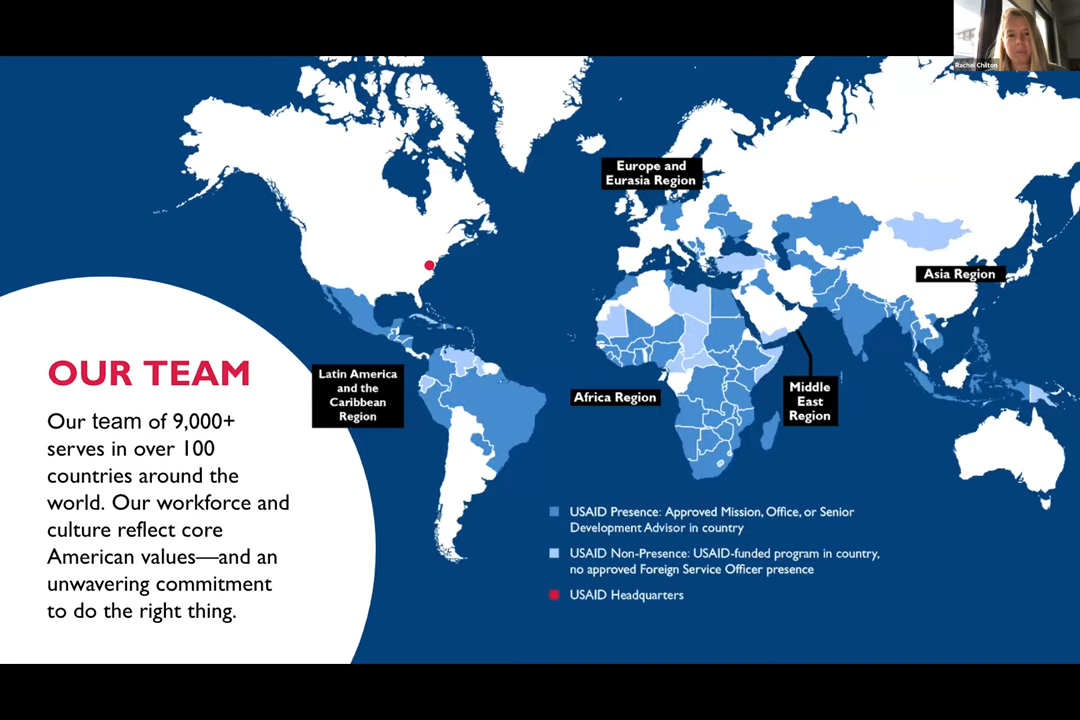 Rachel Chilton
Europe and
Eurasia Region
Asia Region
OUR TEAM
Our team of 9,000+
serves in over 100
countries around the
world. Our workforce and
culture reflect core
American values—and an
unwavering commitment
to do the right thing.
Latin America
and the
Caribbean
Region
Africa Region
Middle
East
Region
USAID Presence: Approved Mission, Office, or Senior
Development Advisor in country
USAID Non-Presence: USAID-funded program in country,
no approved Foreign Service Officer presence
USAID Headquarters